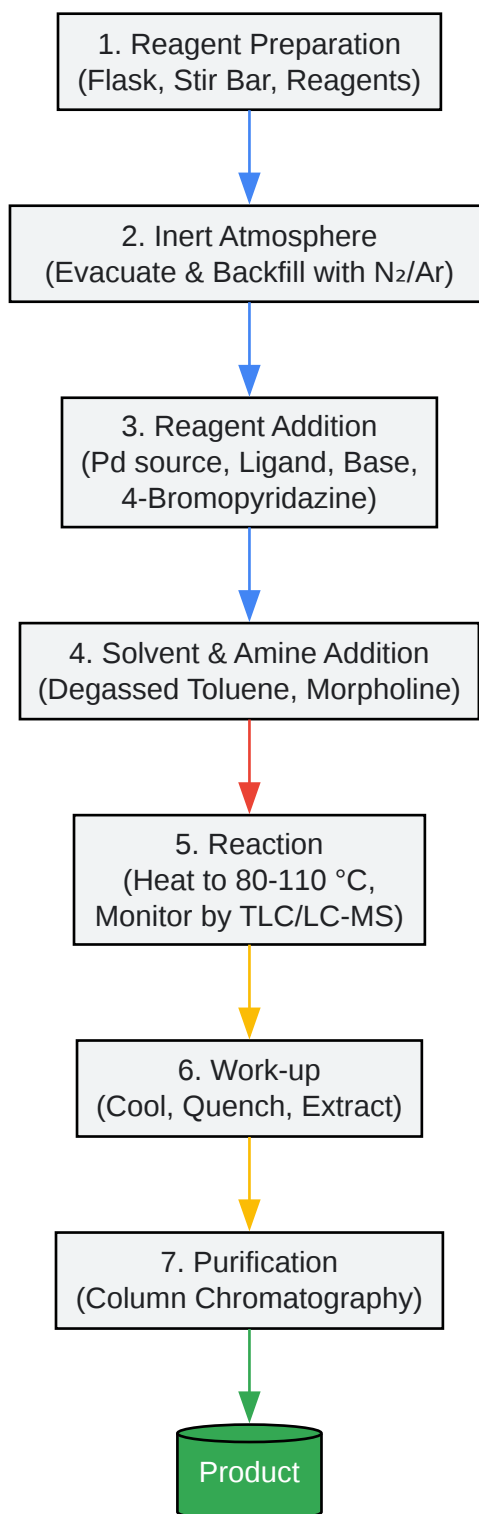 1. Reagent Preparation
(Flask, Stir Bar, Reagents)
2. Inert Atmosphere
(Evacuate & Backfill with N₂/Ar)
3. Reagent Addition
(Pd source, Ligand, Base,
4-Bromopyridazine)
4. Solvent & Amine Addition
(Degassed Toluene, Morpholine)
5. Reaction
(Heat to 80-110 °C,
Monitor by TLC/LC-MS)
6. Work-up
(Cool, Quench, Extract)
7. Purification
(Column Chromatography)
Product